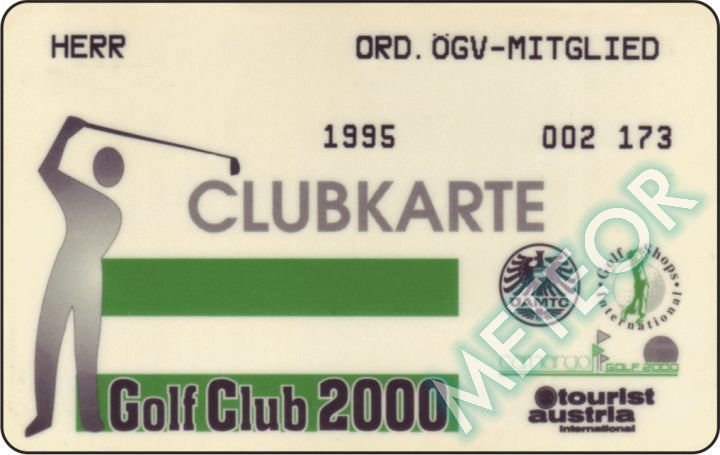 HERR ORD. ÖGV-MITGLIED
1995 002 173
CLUBKARTE
ÖAMTC
Golf Shops International
camargo GOLF 2000
Golf Club 2000
tourist
austria
international
METEOR